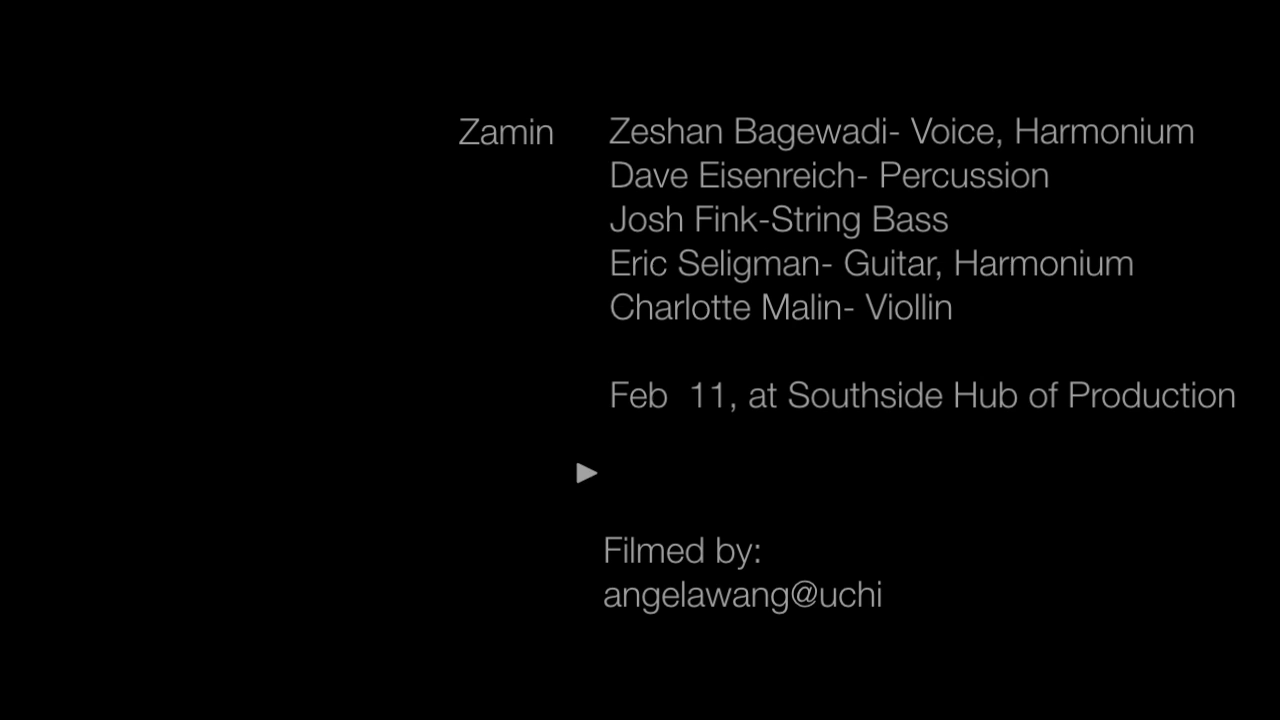 Zamin Zeshan Bagewadi- Voice, Harmonium
Dave Eisenreich- Percussion
Josh Fink-String Bass
Eric Seligman- Guitar, Harmonium
Charlotte Malin- Viollin
Feb  11, at Southside Hub of Production
Filmed by:
angelawang@uchi